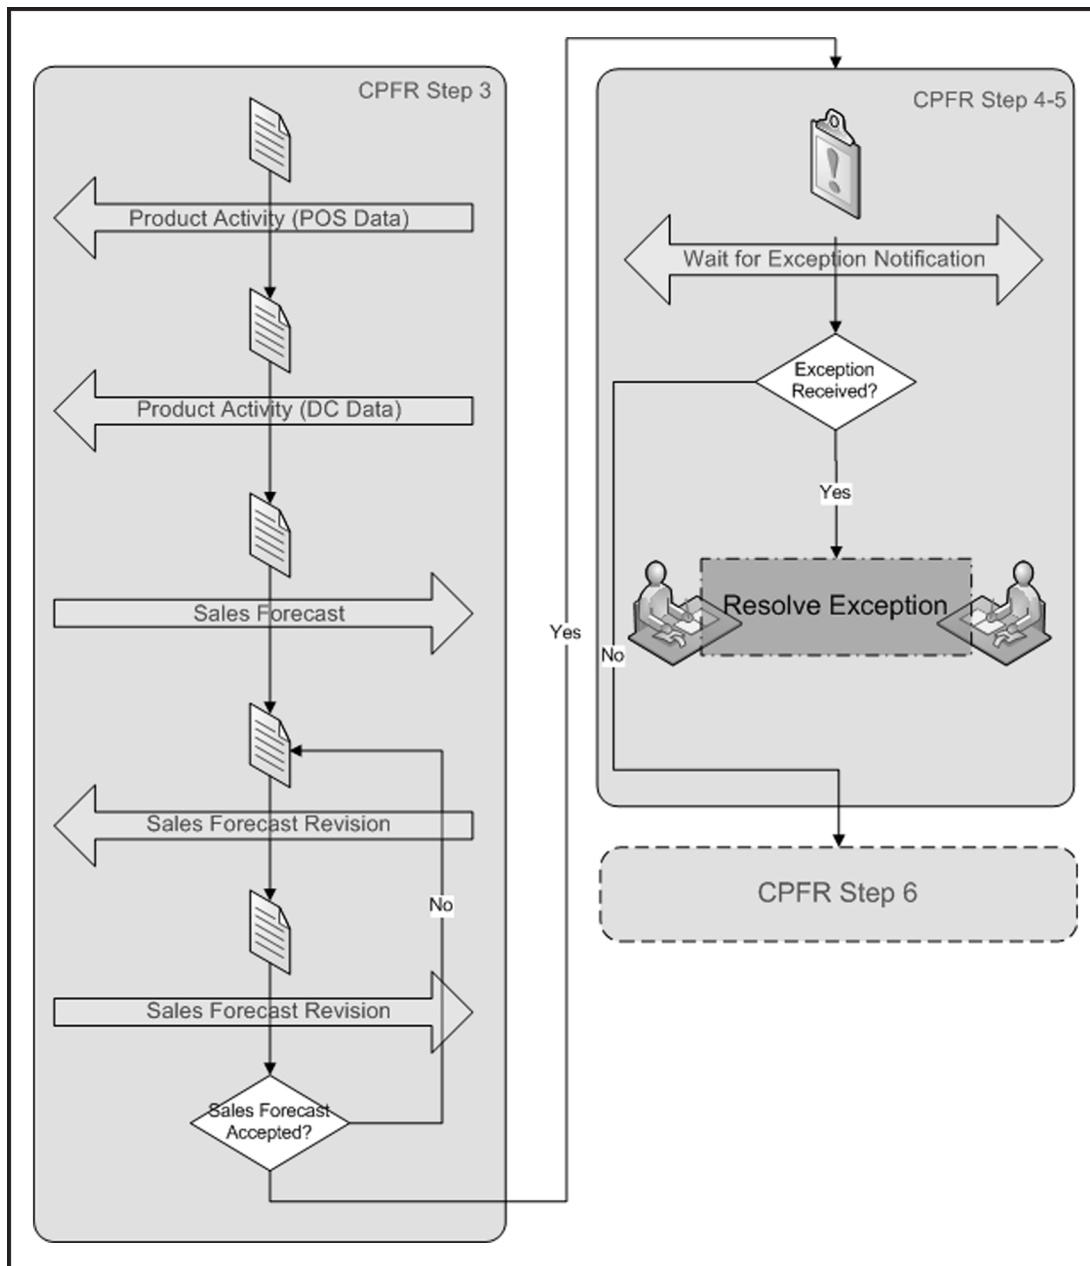 CPFR Step 3
Product Activity (POS Data)
Product Activity (DC Data)
Sales Forecast
Sales Forecast Revision
No
Sales Forecast Revision
Sales Forecast
Accepted?
Yes
CPFR Step 4-5
Wait for Exception Notification
Exception
Received?
Yes
Resolve Exception
No
CPFR Step 6